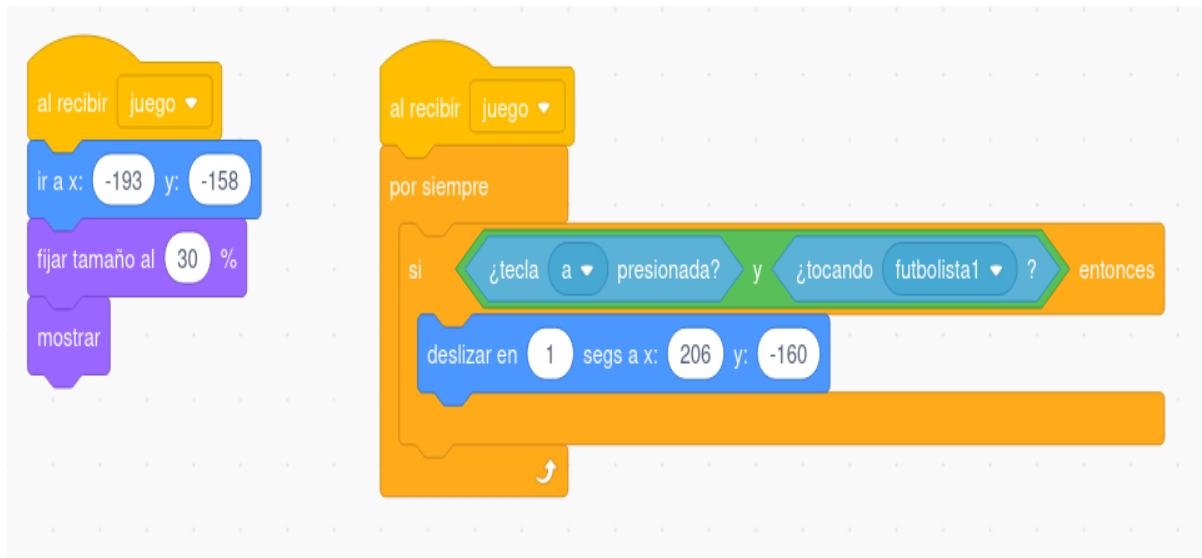 al recibir juego
ir a x: -193 y: -158
fijar tamaño al 30 %
mostrar
al recibir juego
por siempre
si ¿tecla a presionada? y ¿tocando futbolista1 ? entonces
deslizar en 1 segs a x: 206 y: -160